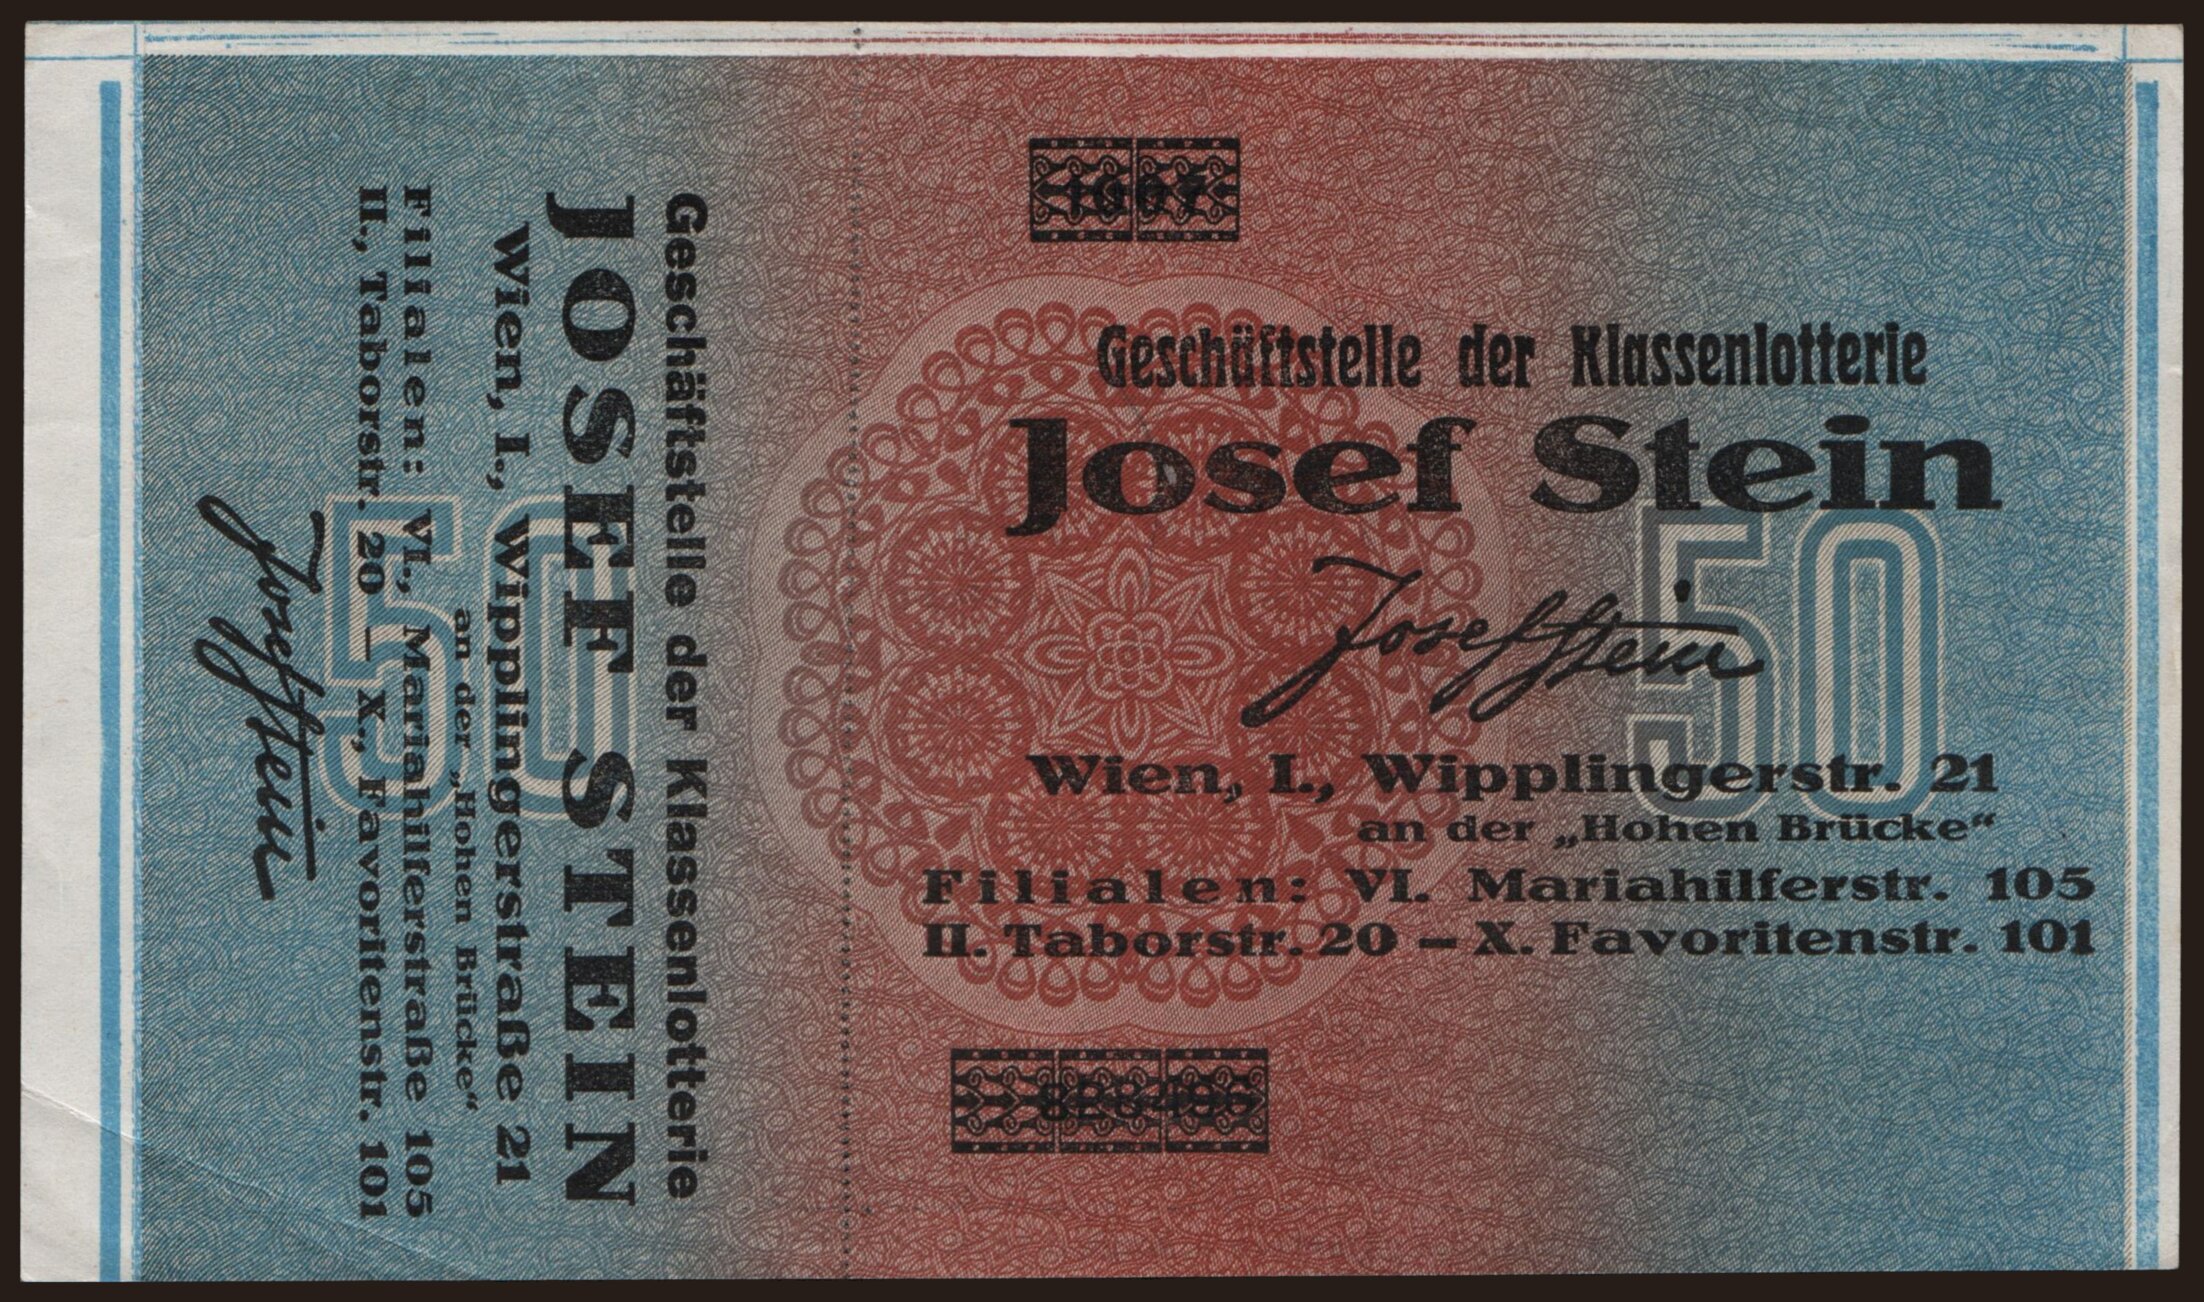 Geschäftstelle der Klassenlotterie
JOSEF STEIN
Wien, I., Wipplingerstraße 21
an der „Hohen Brücke“
Filialen: VI., Mariahilferstraße 105
II., Taborstr. 20 — X., Favoritenstr. 101
Josef Stein
50
Geschäftstelle der Klassenlotterie
Josef Stein
Josef Stein
50
Wien, I., Wipplingerstr. 21
an der „Hohen Brücke“
Filialen: VI. Mariahilferstr. 105
II. Taborstr. 20 — X. Favoritenstr. 101